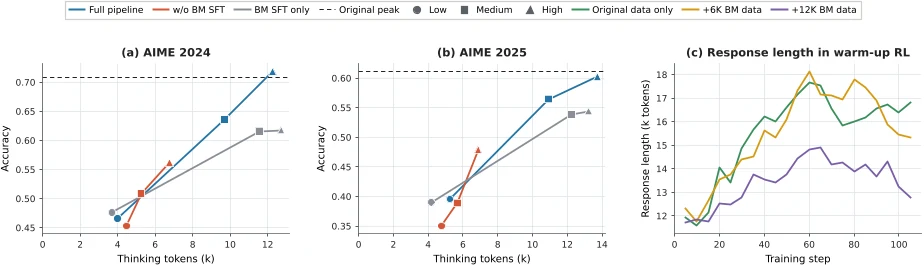 Full pipeline w/o BM SFT BM SFT only Original peak Low Medium High Original data only +6K BM data +12K BM data
(a) AIME 2024
0.70
0.65
0.60
0.55
0.50
0.45
Accuracy
0 2 4 6 8 10 12
Thinking tokens (k)
(b) AIME 2025
0.60
0.55
0.50
0.45
0.40
0.35
Accuracy
0 2 4 6 8 10 12 14
Thinking tokens (k)
(c) Response length in warm-up RL
18
17
16
15
14
13
12
Response length (k tokens)
0 20 40 60 80 100
Training step